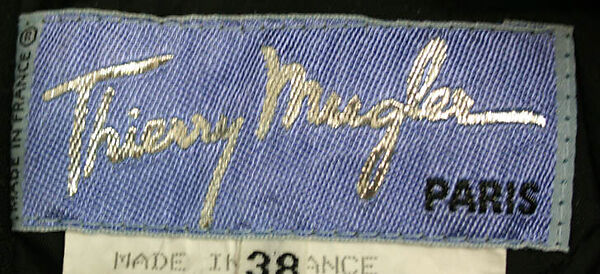 MADE IN FRANCE ®
Thierry Mugler
PARIS
MADE IN 38 ANCE